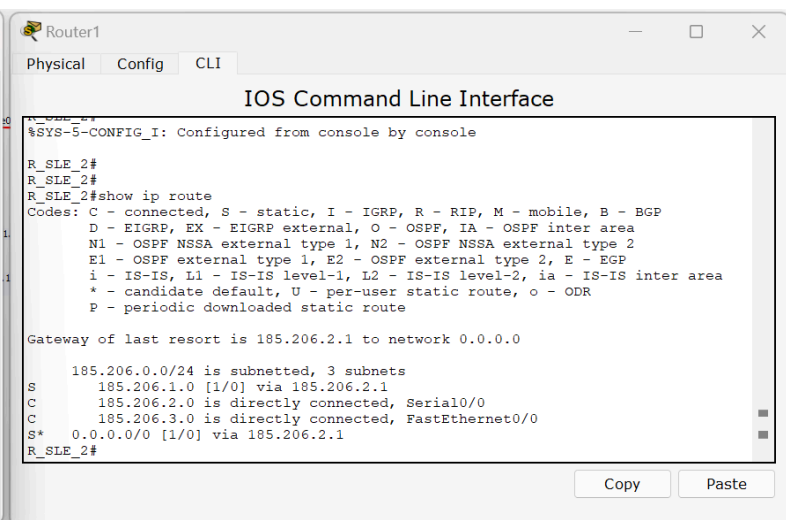 Router1
Physical Config CLI
IOS Command Line Interface
%SYS-5-CONFIG_I: Configured from console by console
R_SLE_2#
R_SLE_2#
R_SLE_2#show ip route
Codes: C - connected, S - static, I - IGRP, R - RIP, M - mobile, B - BGP
D - EIGRP, EX - EIGRP external, O - OSPF, IA - OSPF inter area
N1 - OSPF NSSA external type 1, N2 - OSPF NSSA external type 2
E1 - OSPF external type 1, E2 - OSPF external type 2, E - EGP
i - IS-IS, L1 - IS-IS level-1, L2 - IS-IS level-2, ia - IS-IS inter area
* - candidate default, U - per-user static route, o - ODR
P - periodic downloaded static route
Gateway of last resort is 185.206.2.1 to network 0.0.0.0
185.206.0.0/24 is subnetted, 3 subnets
S 185.206.1.0 [1/0] via 185.206.2.1
C 185.206.2.0 is directly connected, Serial0/0
C 185.206.3.0 is directly connected, FastEthernet0/0
S* 0.0.0.0/0 [1/0] via 185.206.2.1
R_SLE_2#
Copy Paste